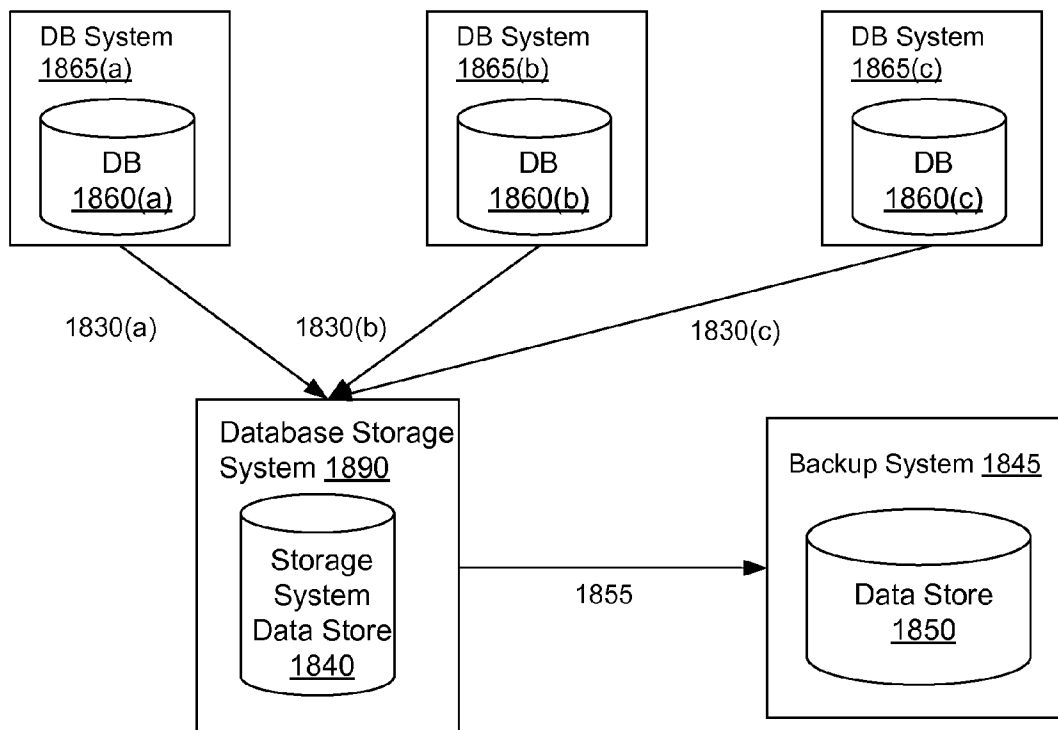 DB System
1865(a)
DB
1860(a)
DB System
1865(b)
DB
1860(b)
DB System
1865(c)
DB
1860(c)
1830(a)
1830(b)
1830(c)
Database Storage
System 1890
Storage
System
Data Store
1840
1855
Backup System 1845
Data Store
1850